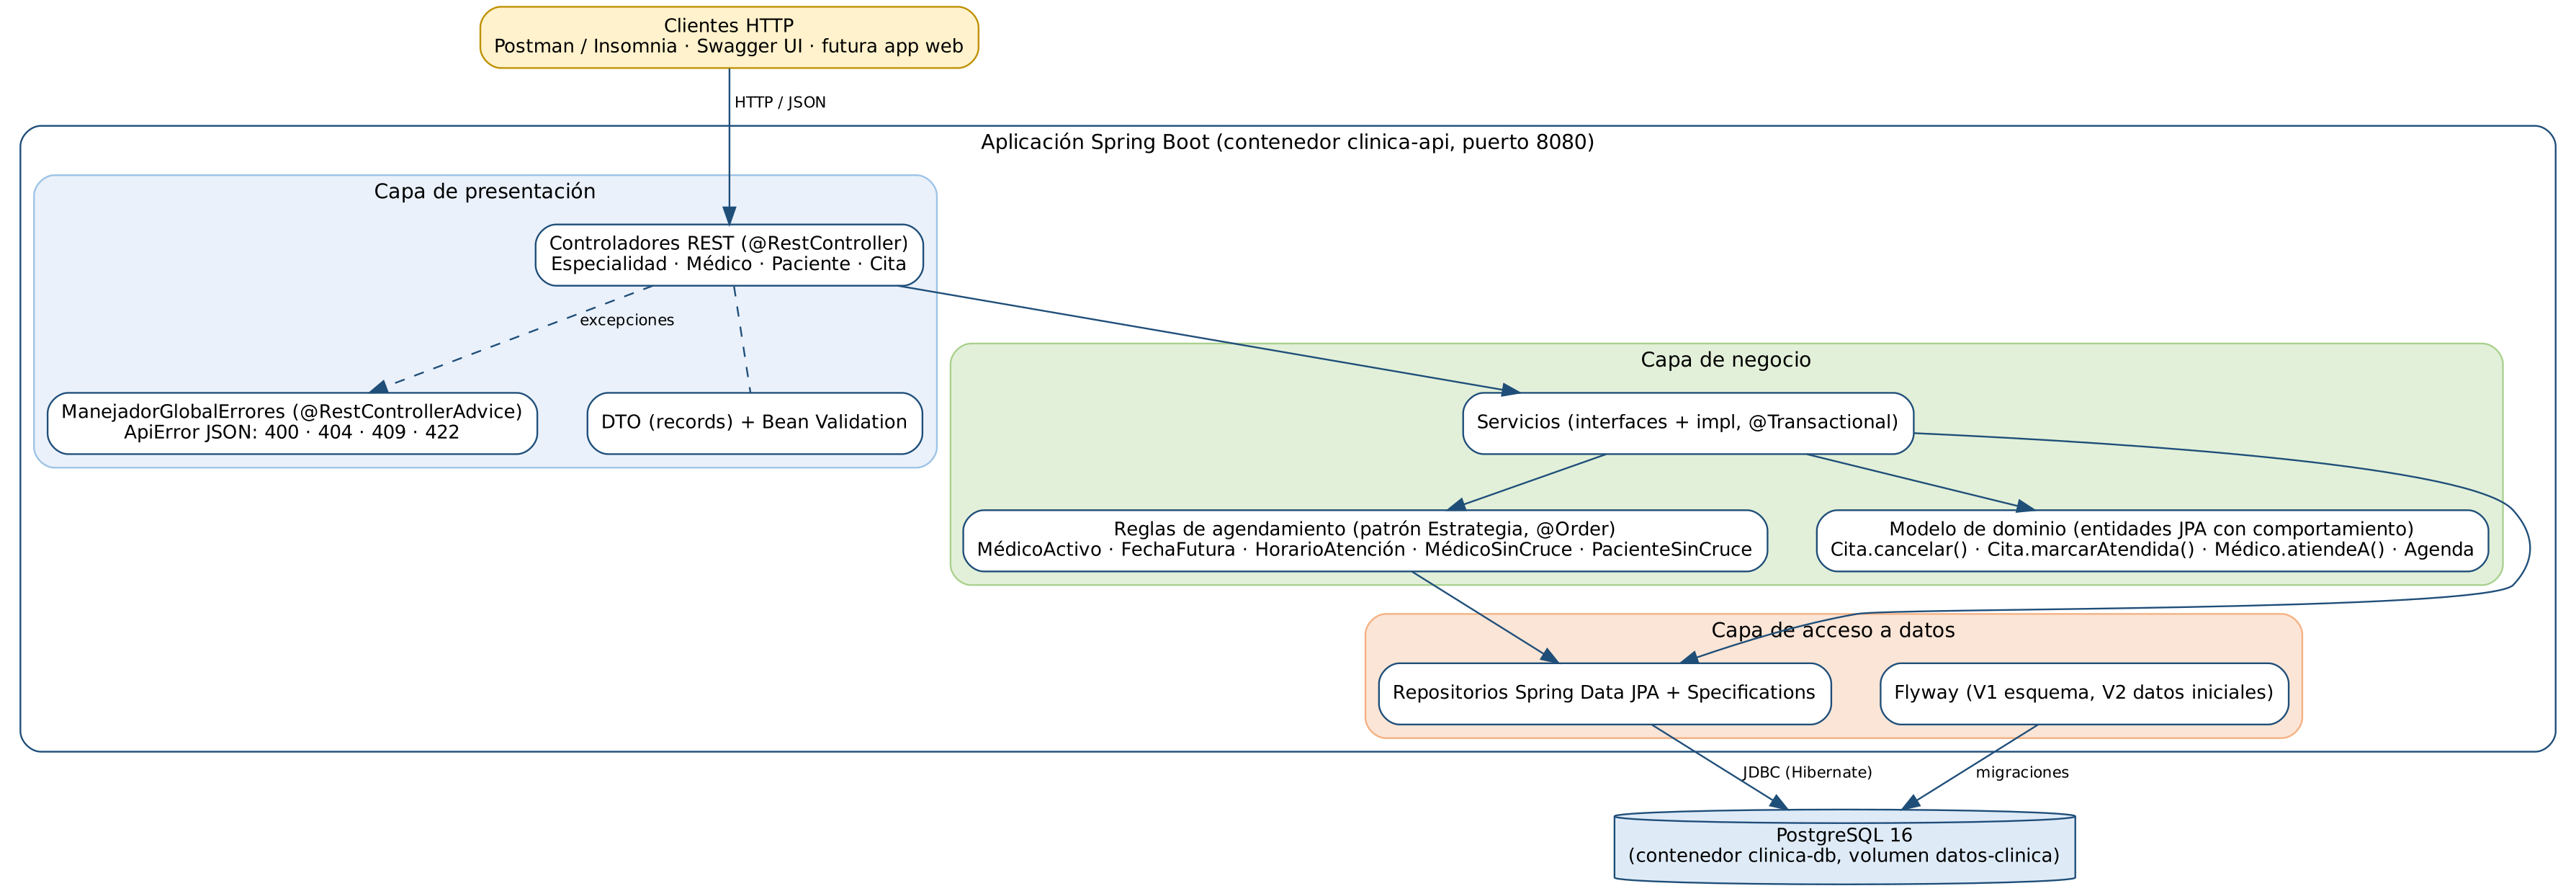 Clientes HTTP
Postman / Insomnia · Swagger UI · futura app web
HTTP / JSON
Aplicación Spring Boot (contenedor clinica-api, puerto 8080)
Capa de presentación
Controladores REST (@RestController)
Especialidad · Médico · Paciente · Cita
excepciones
ManejadorGlobalErrores (@RestControllerAdvice)
ApiError JSON: 400 · 404 · 409 · 422
DTO (records) + Bean Validation
Capa de negocio
Servicios (interfaces + impl, @Transactional)
Reglas de agendamiento (patrón Estrategia, @Order)
MédicoActivo · FechaFutura · HorarioAtención · MédicoSinCruce · PacienteSinCruce
Modelo de dominio (entidades JPA con comportamiento)
Cita.cancelar() · Cita.marcarAtendida() · Médico.atiendeA() · Agenda
Capa de acceso a datos
Repositorios Spring Data JPA + Specifications
Flyway (V1 esquema, V2 datos iniciales)
JDBC (Hibernate)
migraciones
PostgreSQL 16
(contenedor clinica-db, volumen datos-clinica)